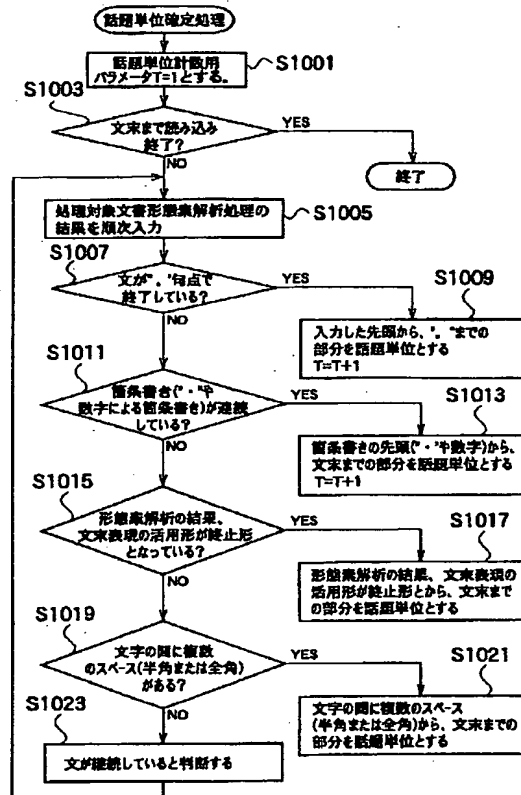 話題単位確定処理
話題単位計数用
パラメータT=1とする。
S1001
S1003
文末まで読み込み
終了?
YES
NO
終了
処理対象文書形態素解析処理の
結果を順次入力
S1005
S1007
文が"。"句点で
終了している?
YES
NO
S1009
入力した先頭から、"。"までの
部分を話題単位とする
T=T+1
S1011
箇条書き("・"や
数字による箇条書き)が連続
している?
YES
NO
S1013
箇条書きの先頭("・"や数字)から、
文末までの部分を話題単位とする
T=T+1
S1015
形態素解析の結果、
文末表現の活用形が終止形
となっている?
YES
NO
S1017
形態素解析の結果、文末表現の
活用形が終止形とから、文末まで
の部分を話題単位とする
S1019
文字の間に複数
のスペース(半角または全角)
がある?
YES
NO
S1021
文字の間に複数のスペース
(半角または全角)から、文末までの
部分を話題単位とする
S1023
文が継続していると判断する